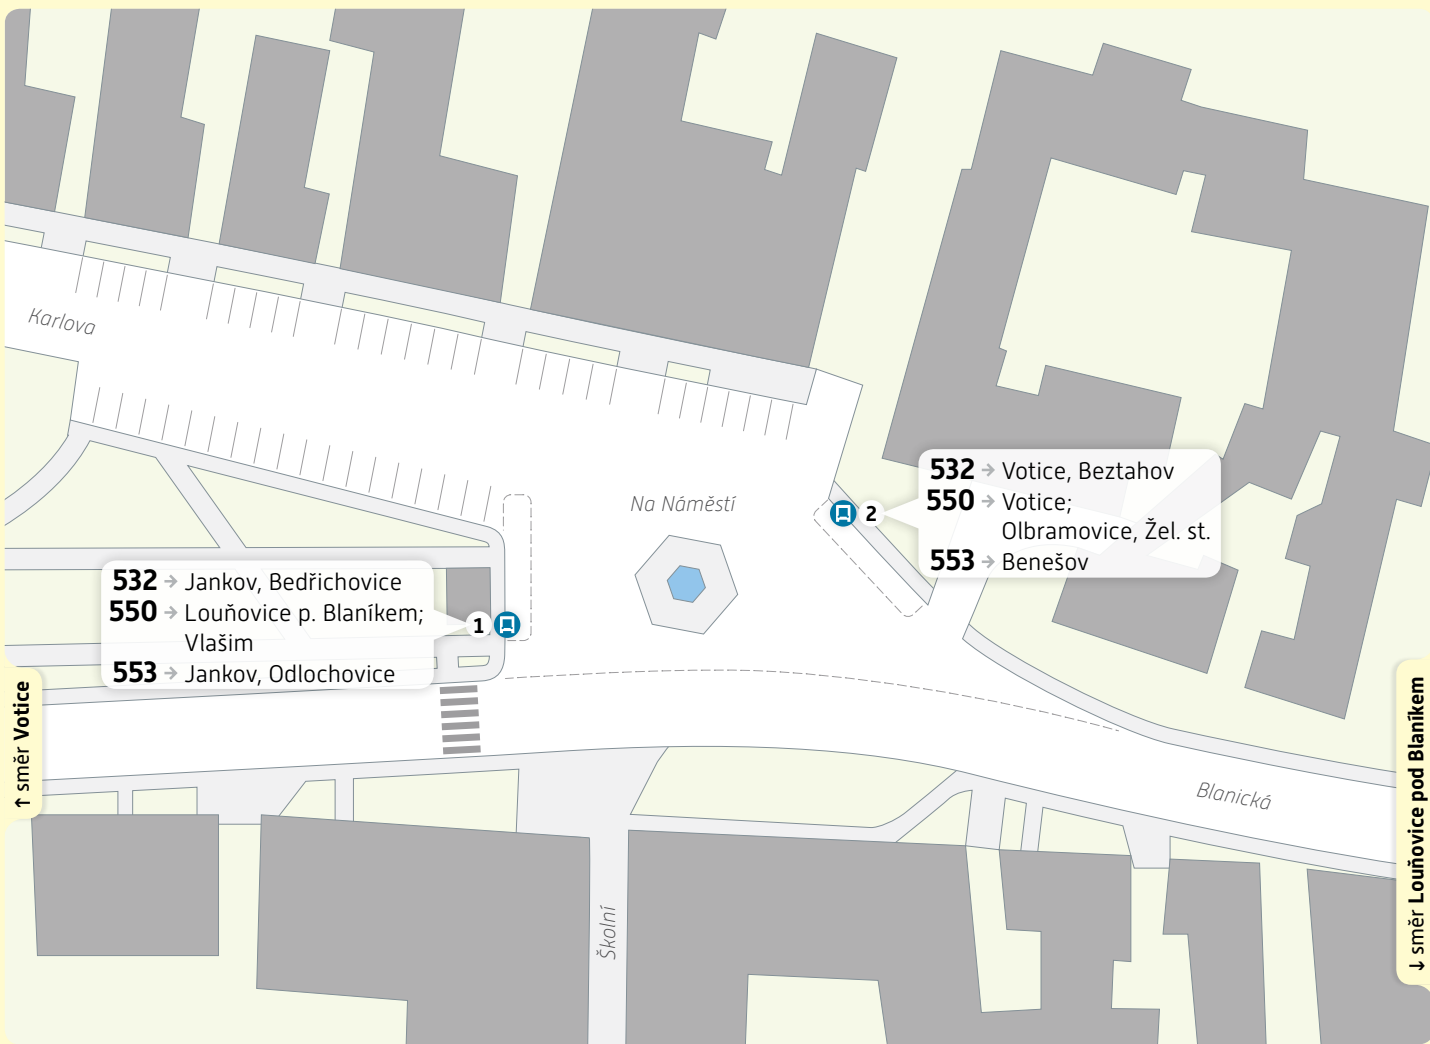 Karlova
Na Náměstí
532 → Votice, Beztahov
550 → Votice;
Olbramovice, Žel. st.
553 → Benešov
2
532 → Jankov, Bedřichovice
550 → Louňovice p. Blaníkem;
Vlašim
553 → Jankov, Odlochovice
1
↑ směr Votice
↓ směr Louňovice pod Blaníkem
Blanická
Školní